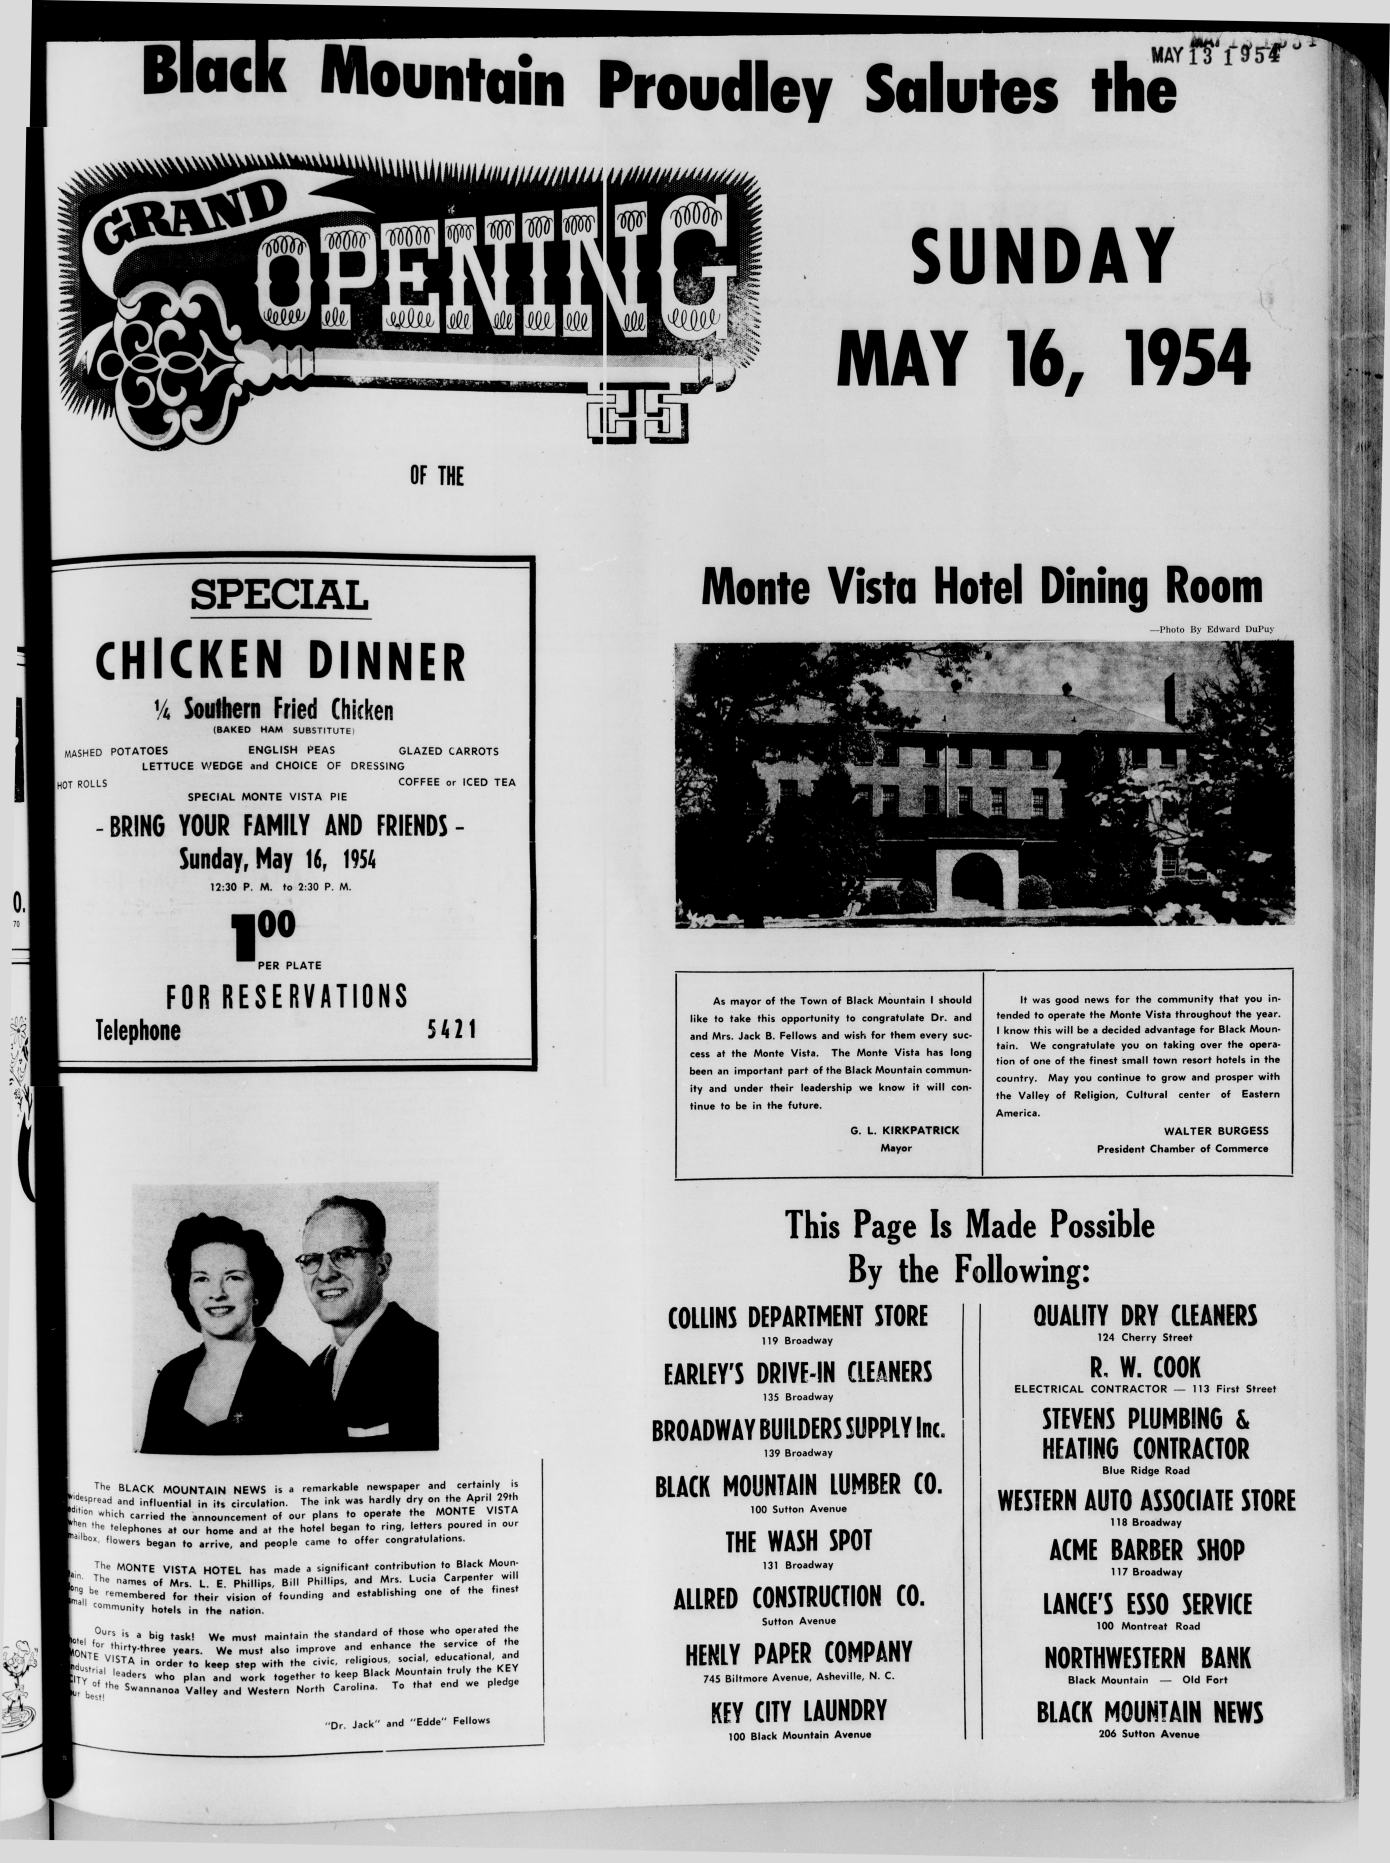 MAY 13 1954
Black Mountain Proudley Salutes the
GRAND
OPENING
SUNDAY
MAY 16, 1954
OF THE
SPECIAL
CHICKEN DINNER
¼ Southern Fried Chicken
(BAKED HAM SUBSTITUTE)
MASHED POTATOES ENGLISH PEAS GLAZED CARROTS
LETTUCE WEDGE and CHOICE OF DRESSING
HOT ROLLS COFFEE or ICED TEA
SPECIAL MONTE VISTA PIE
- BRING YOUR FAMILY AND FRIENDS -
Sunday, May 16, 1954
12:30 P. M. to 2:30 P. M.
1.00
PER PLATE
FOR RESERVATIONS
Telephone 5421
Monte Vista Hotel Dining Room
—Photo By Edward DuPuy
As mayor of the Town of Black Mountain I should
like to take this opportunity to congratulate Dr. and
and Mrs. Jack B. Fellows and wish for them every suc-
cess at the Monte Vista. The Monte Vista has long
been an important part of the Black Mountain commun-
ity and under their leadership we know it will con-
tinue to be in the future.
G. L. KIRKPATRICK
Mayor
It was good news for the community that you in-
tended to operate the Monte Vista throughout the year.
I know this will be a decided advantage for Black Moun-
tain. We congratulate you on taking over the opera-
tion of one of the finest small town resort hotels in the
country. May you continue to grow and prosper with
the Valley of Religion, Cultural center of Eastern
America.
WALTER BURGESS
President Chamber of Commerce
The BLACK MOUNTAIN NEWS is a remarkable newspaper and certainly is
widespread and influential in its circulation. The ink was hardly dry on the April 29th
edition which carried the announcement of our plans to operate the MONTE VISTA
when the telephones at our home and at the hotel began to ring, letters poured in our
mailbox, flowers began to arrive, and people came to offer congratulations.
The MONTE VISTA HOTEL has made a significant contribution to Black Moun-
tain. The names of Mrs. L. E. Phillips, Bill Phillips, and Mrs. Lucia Carpenter will
long be remembered for their vision of founding and establishing one of the finest
small community hotels in the nation.
Ours is a big task! We must maintain the standard of those who operated the
hotel for thirty-three years. We must also improve and enhance the service of the
MONTE VISTA in order to keep step with the civic, religious, social, educational, and
industrial leaders who plan and work together to keep Black Mountain truly the KEY
CITY of the Swannanoa Valley and Western North Carolina. To that end we pledge
our best!
"Dr. Jack" and "Edde" Fellows
This Page Is Made Possible
By the Following:
COLLINS DEPARTMENT STORE
119 Broadway
EARLEY'S DRIVE-IN CLEANERS
135 Broadway
BROADWAY BUILDERS SUPPLY Inc.
139 Broadway
BLACK MOUNTAIN LUMBER CO.
100 Sutton Avenue
THE WASH SPOT
131 Broadway
ALLRED CONSTRUCTION CO.
Sutton Avenue
HENLY PAPER COMPANY
745 Biltmore Avenue, Asheville, N. C.
KEY CITY LAUNDRY
100 Black Mountain Avenue
QUALITY DRY CLEANERS
124 Cherry Street
R. W. COOK
ELECTRICAL CONTRACTOR — 113 First Street
STEVENS PLUMBING &
HEATING CONTRACTOR
Blue Ridge Road
WESTERN AUTO ASSOCIATE STORE
118 Broadway
ACME BARBER SHOP
117 Broadway
LANCE'S ESSO SERVICE
100 Montreat Road
NORTHWESTERN BANK
Black Mountain — Old Fort
BLACK MOUNTAIN NEWS
206 Sutton Avenue